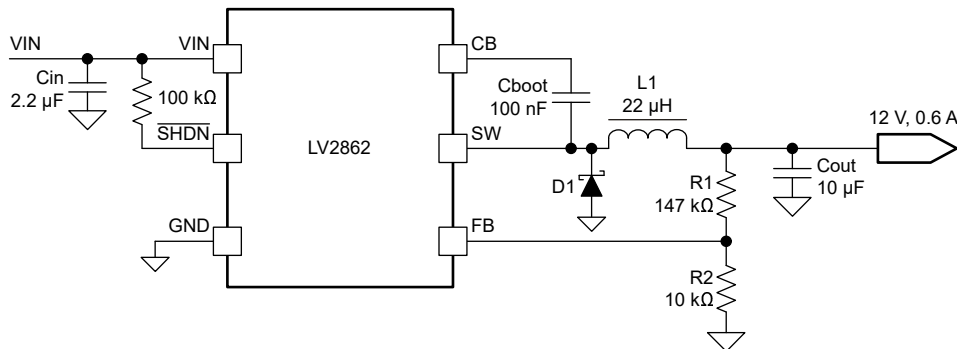 VIN
Cin
2.2 µF
100 kΩ
VIN
SHDN
GND
LV2862
CB
SW
FB
Cboot
100 nF
L1
22 µH
D1
R1
147 kΩ
R2
10 kΩ
Cout
10 µF
12 V, 0.6 A